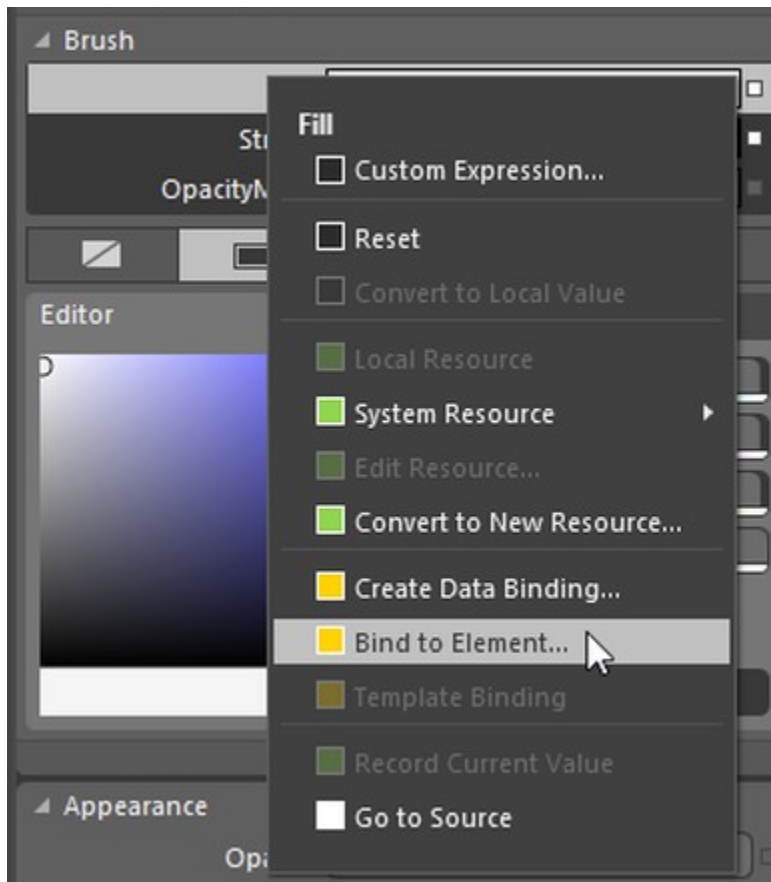 Brush
Fill
Str
Custom Expression...
OpacityM
Reset
Convert to Local Value
Editor
Local Resource
System Resource
Edit Resource...
Convert to New Resource...
Create Data Binding...
Bind to Element...
Template Binding
Record Current Value
Appearance
Go to Source
Opa